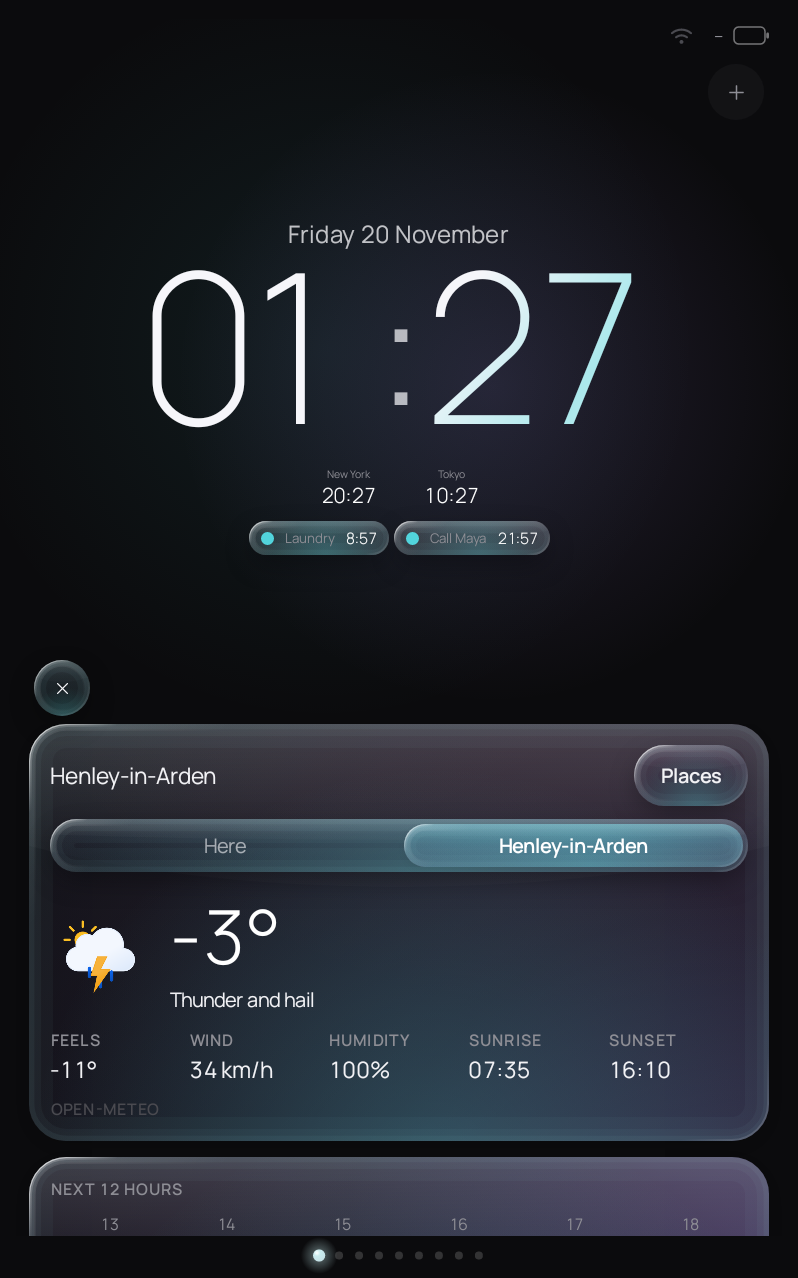 Friday 20 November
01:27
New York Tokyo
20:27 10:27
Laundry 8:57 Call Maya 21:57
Henley-in-Arden Places
Here Henley-in-Arden
-3°
Thunder and hail
FEELS WIND HUMIDITY SUNRISE SUNSET
-11° 34 km/h 100% 07:35 16:10
OPEN-METEO
NEXT 12 HOURS
13 14 15 16 17 18